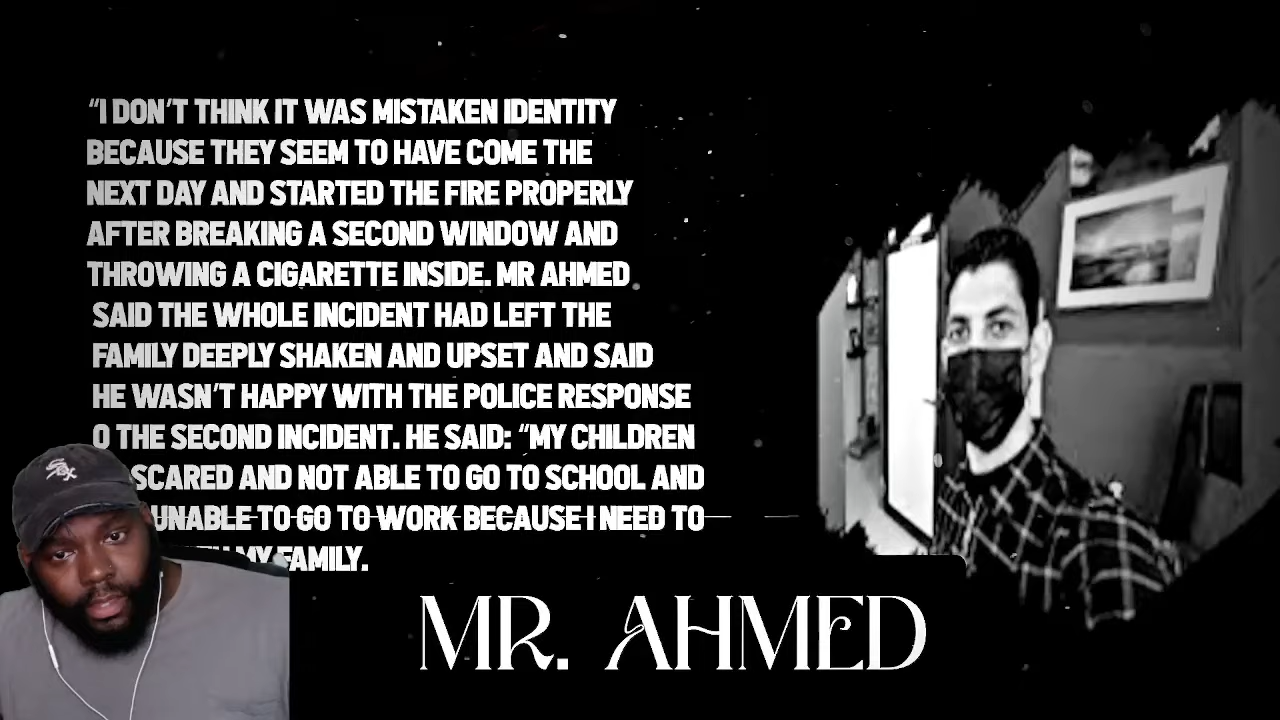 “I DON’T THINK IT WAS MISTAKEN IDENTITY
BECAUSE THEY SEEM TO HAVE COME THE
NEXT DAY AND STARTED THE FIRE PROPERLY
AFTER BREAKING A SECOND WINDOW AND
THROWING A CIGARETTE INSIDE. MR AHMED
SAID THE WHOLE INCIDENT HAD LEFT THE
FAMILY DEEPLY SHAKEN AND UPSET AND SAID
HE WASN’T HAPPY WITH THE POLICE RESPONSE
O THE SECOND INCIDENT. HE SAID: “MY CHILDREN
SCARED AND NOT ABLE TO GO TO SCHOOL AND
UNABLE TO GO TO WORK BECAUSE I NEED TO
MY FAMILY.
MR. AHMED